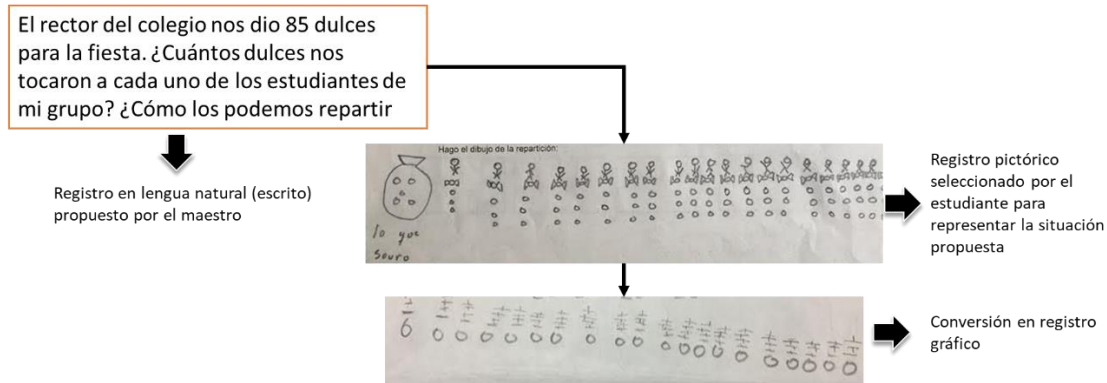 El rector del colegio nos dio 85 dulces
para la fiesta. ¿Cuántos dulces nos
tocaron a cada uno de los estudiantes de
mi grupo? ¿Cómo los podemos repartir
Registro en lengua natural (escrito)
propuesto por el maestro
Hago el dibujo de la repartición:
lo que
Registro pictórico
seleccionado por el
estudiante para
representar la situación
propuesta
Conversión en registro
gráfico